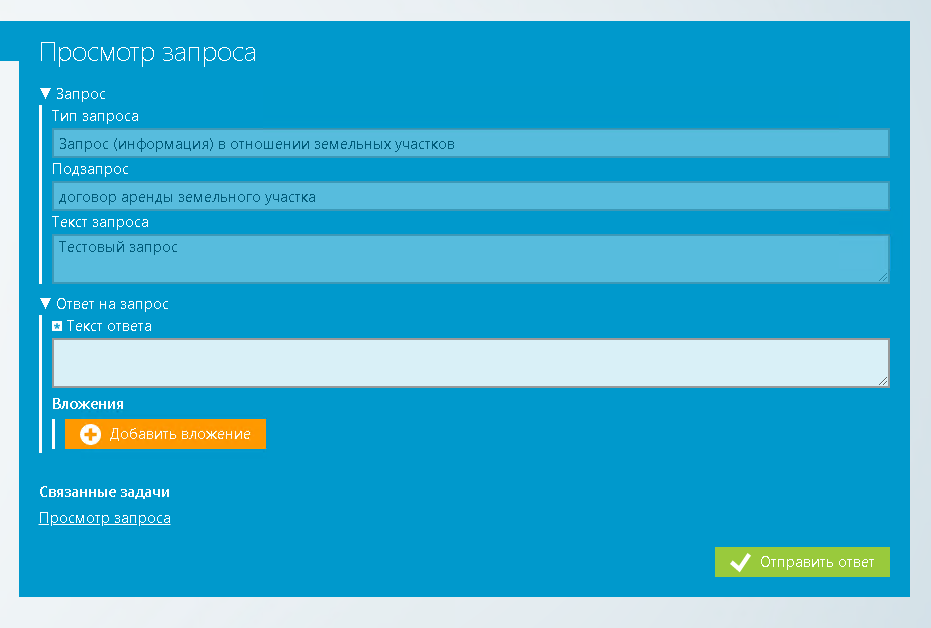 Просмотр запроса
Запрос
Тип запроса
Запрос (информация) в отношении земельных участков
Подзапрос
договор аренды земельного участка
Текст запроса
Тестовый запрос
Ответ на запрос
Текст ответа
Вложения
Добавить вложение
Связанные задачи
Просмотр запроса
Отправить ответ